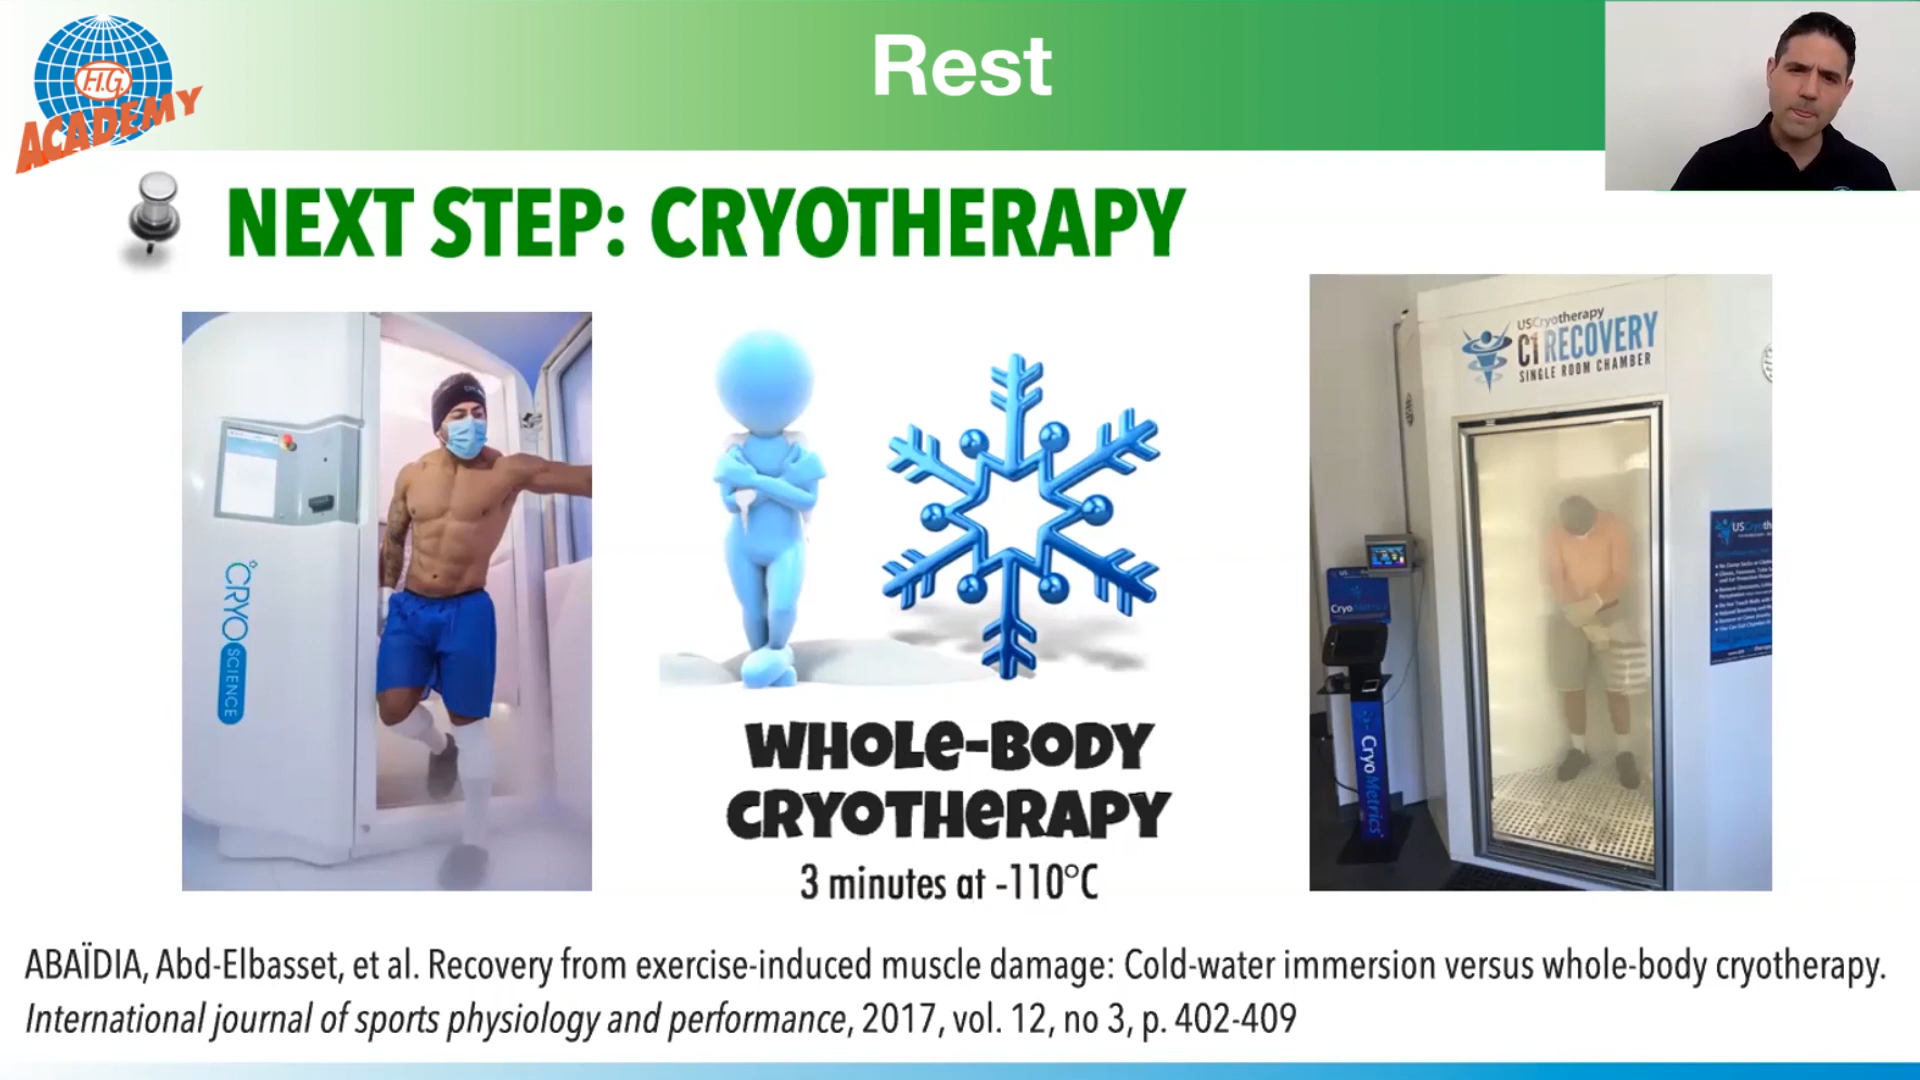 Rest
F.I.G.
ACADEMY
NEXT STEP: CRYOTHERAPY
CRYO
SCIENCE
USCryotherapy
C1 RECOVERY
SINGLE ROOM CHAMBER
CryoMetrics
CryoMetrics
WHOLe-BODY
CRYOTHeRAPY
3 minutes at -110°C
ABAÏDIA, Abd-Elbasset, et al. Recovery from exercise-induced muscle damage: Cold-water immersion versus whole-body cryotherapy.
International journal of sports physiology and performance, 2017, vol. 12, no 3, p. 402-409